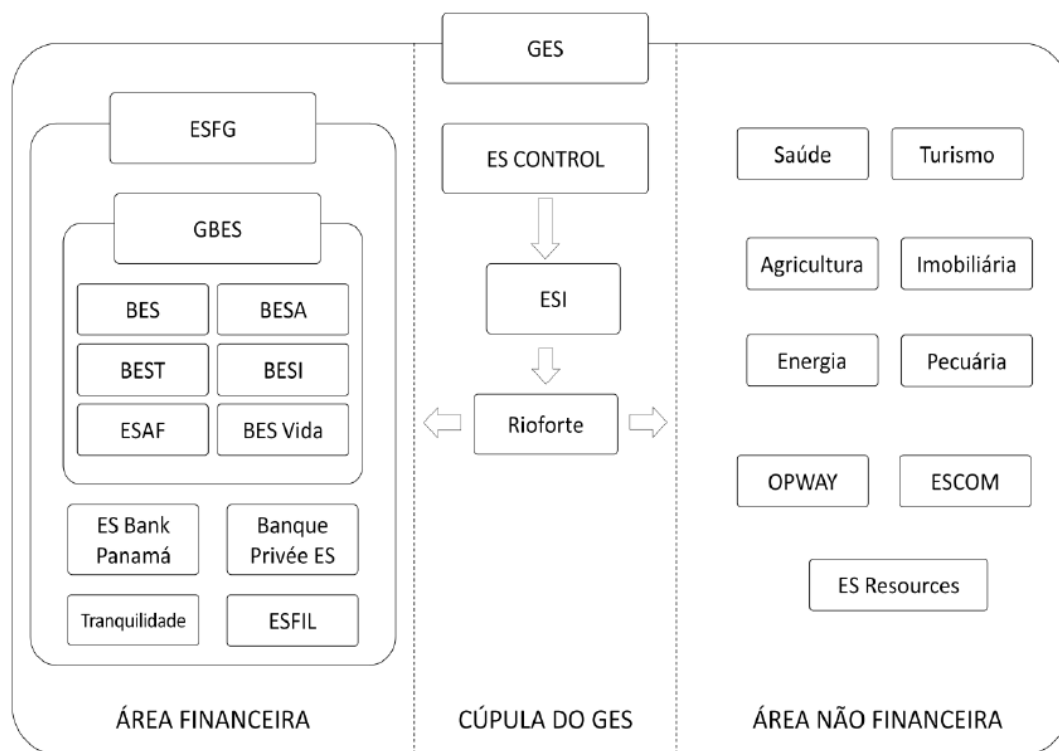 GES
ESFG
GBES
BES
BESA
BEST
BESI
ESAF
BES Vida
ES Bank
Panamá
Banque
Privée ES
Tranquilidade
ESFIL
ÁREA FINANCEIRA
ES CONTROL
ESI
Rioforte
CÚPULA DO GES
Saúde
Turismo
Agricultura
Imobiliária
Energia
Pecuária
OPWAY
ESCOM
ES Resources
ÁREA NÃO FINANCEIRA